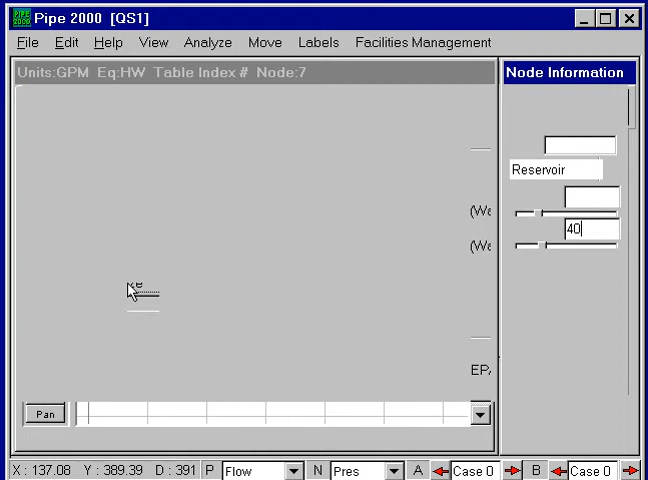 Pipe 2000 [QS1]
File Edit Help View Analyze Move Labels Facilities Management
Units:GPM Eq:HW Table Index # Node:7
Node Information
Reservoir
(We
40
(We
EP
Pan
X : 137.08 Y : 389.39 D : 391 P Flow N Pres A Case 0 B Case 0